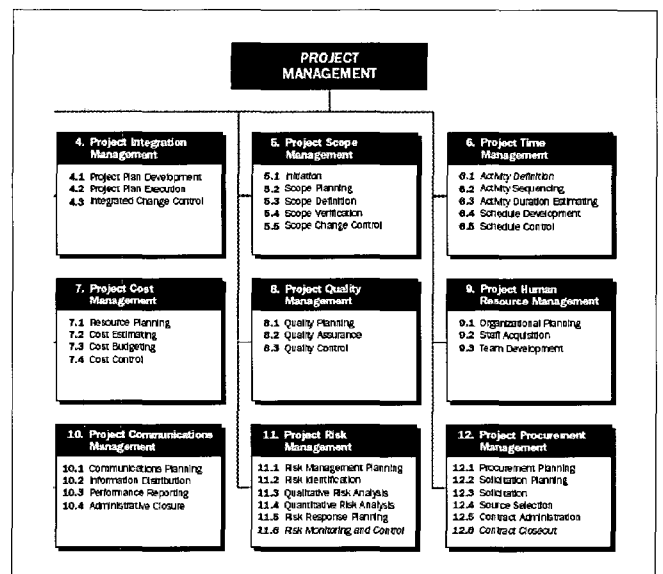 PROJECT
MANAGEMENT
4. Project Integration
Management
4.1 Project Plan Development
4.2 Project Plan Execution
4.3 Integrated Change Control
5. Project Scope
Management
5.1 Initiation
5.2 Scope Planning
5.3 Scope Definition
5.4 Scope Verification
5.5 Scope Change Control
6. Project Time
Management
6.1 Activity Definition
6.2 Activity Sequencing
6.3 Activity Duration Estimating
6.4 Schedule Development
6.5 Schedule Control
7. Project Cost
Management
7.1 Resource Planning
7.2 Cost Estimating
7.3 Cost Budgeting
7.4 Cost Control
8. Project Quality
Management
8.1 Quality Planning
8.2 Quality Assurance
8.3 Quality Control
9. Project Human
Resource Management
9.1 Organizational Planning
9.2 Staff Acquisition
9.3 Team Development
10. Project Communications
Management
10.1 Communications Planning
10.2 Information Distribution
10.3 Performance Reporting
10.4 Administrative Closure
11. Project Risk
Management
11.1 Risk Management Planning
11.2 Risk Identification
11.3 Qualitative Risk Analysis
11.4 Quantitative Risk Analysis
11.5 Risk Response Planning
11.6 Risk Monitoring and Control
12. Project Procurement
Management
12.1 Procurement Planning
12.2 Solicitation Planning
12.3 Solicitation
12.4 Source Selection
12.5 Contract Administration
12.6 Contract Closeout